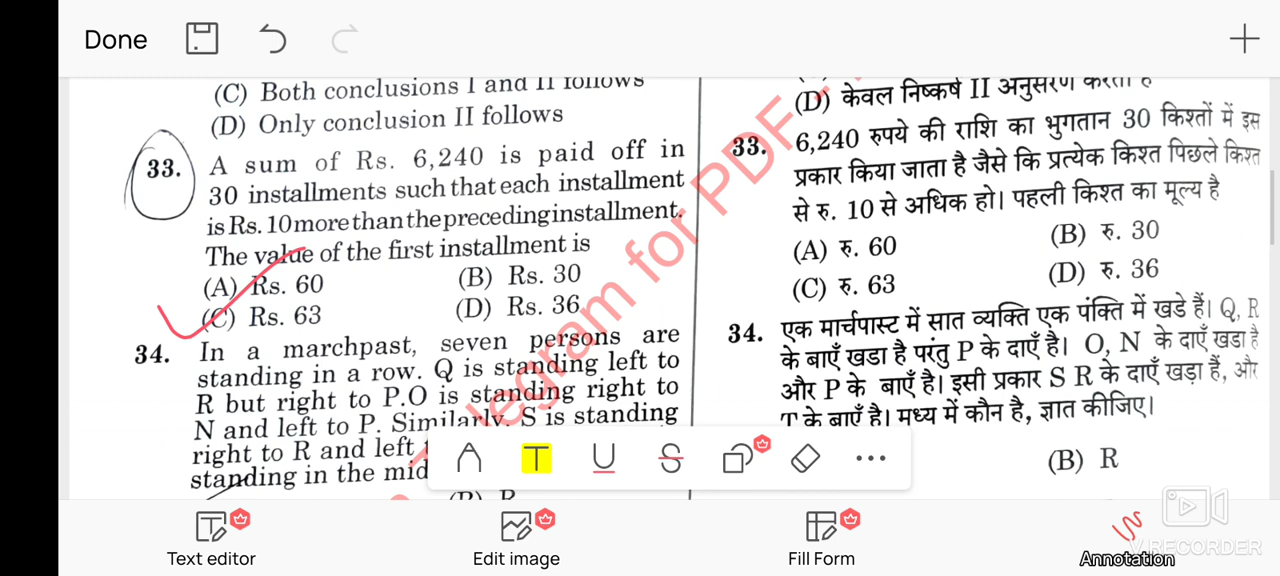 Done
(C) Both conclusions I and II follows
(D) Only conclusion II follows
33. A sum of Rs. 6,240 is paid off in
30 installments such that each installment
is Rs. 10 more than the preceding installment.
The value of the first installment is
(A) Rs. 60 (B) Rs. 30
(C) Rs. 63 (D) Rs. 36
34. In a marchpast, seven persons are
standing in a row. Q is standing left to
R but right to P.O is standing right to
N and left to P. Similarly, S is standing
right to R and left
standing in the mid
(B) R
(D) केवल निष्कर्ष II अनुसरण करता है
33. 6,240 रुपये की राशि का भुगतान 30 किश्तों में इस
प्रकार किया जाता है जैसे कि प्रत्येक किश्त पिछले किश्त
से रु. 10 से अधिक हो। पहली किश्त का मूल्य है
(A) रु. 60 (B) रु. 30
(C) रु. 63 (D) रु. 36
34. एक मार्चपास्ट में सात व्यक्ति एक पंक्ति में खडे हैं। Q, R
के बाएँ खडा है परंतु P के दाएँ है। O, N के दाएँ खडा है
और P के बाएँ है। इसी प्रकार S R के दाएँ खड़ा हैं, और
T के बाएँ है। मध्य में कौन है, ज्ञात कीजिए।
(B) R
legram for PDF
T U S
Text editor
Edit image
Fill Form
Annotation
V RECORDER